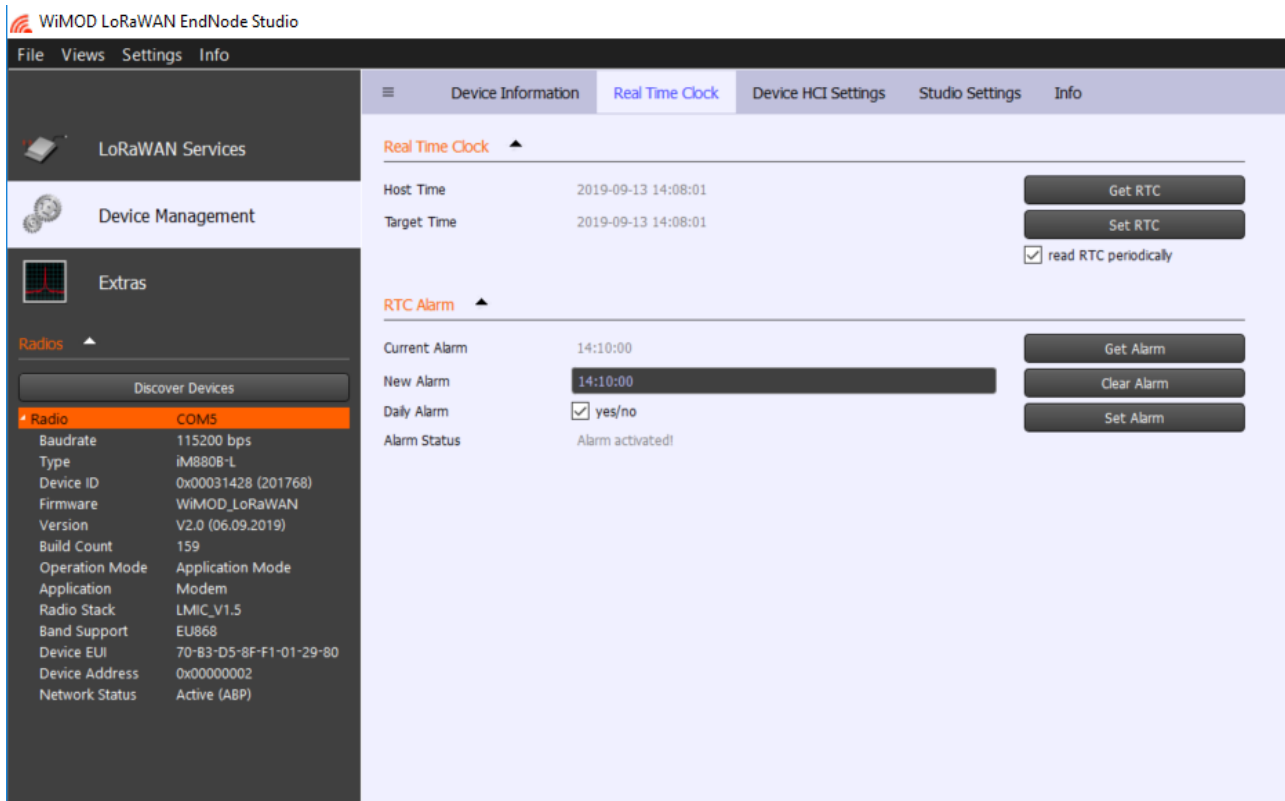 WiMOD LoRaWAN EndNode Studio
File Views Settings Info
≡ Device Information Real Time Clock Device HCI Settings Studio Settings Info
LoRaWAN Services
Device Management
Extras
Radios
Discover Devices
Radio COM5
Baudrate 115200 bps
Type iM880B-L
Device ID 0x00031428 (201768)
Firmware WiMOD_LoRaWAN
Version V2.0 (06.09.2019)
Build Count 159
Operation Mode Application Mode
Application Modem
Radio Stack LMIC_V1.5
Band Support EU868
Device EUI 70-B3-D5-8F-F1-01-29-80
Device Address 0x00000002
Network Status Active (ABP)
Real Time Clock
Host Time 2019-09-13 14:08:01 Get RTC
Target Time 2019-09-13 14:08:01 Set RTC
read RTC periodically
RTC Alarm
Current Alarm 14:10:00 Get Alarm
New Alarm 14:10:00 Clear Alarm
Daily Alarm yes/no Set Alarm
Alarm Status Alarm activated!